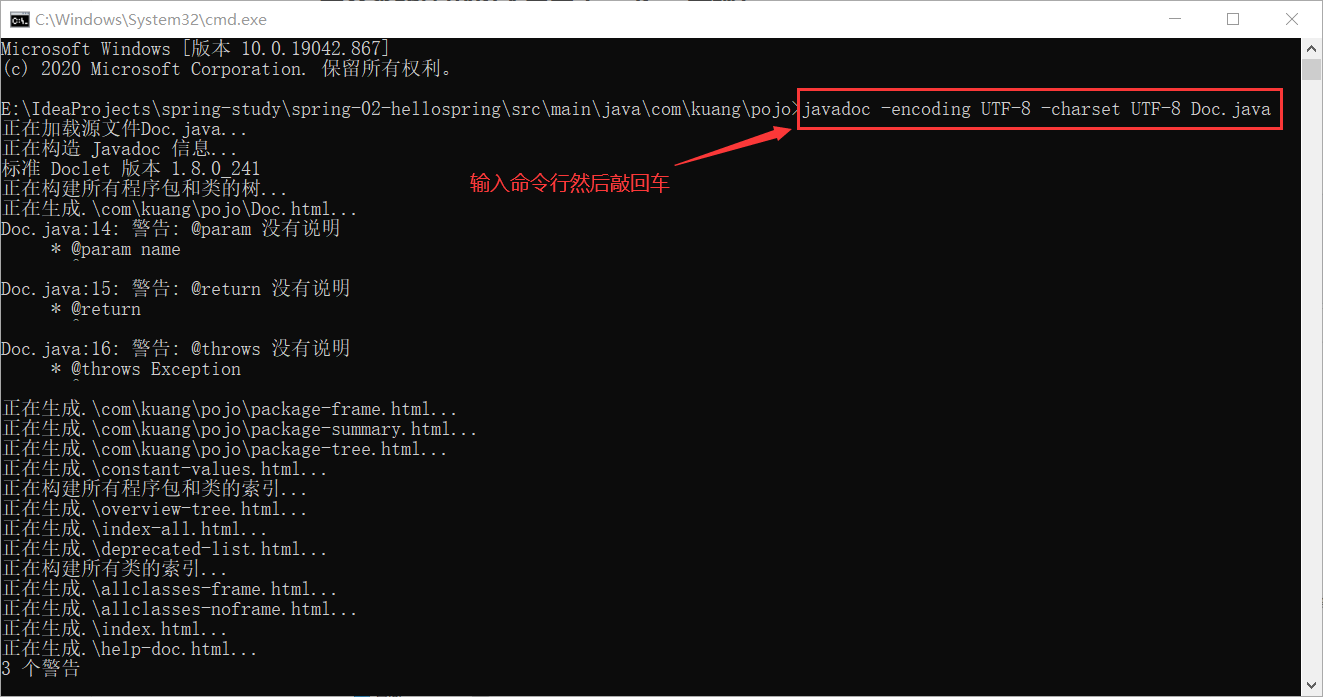 C:\Windows\System32\cmd.exe
Microsoft Windows [版本 10.0.19042.867]
(c) 2020 Microsoft Corporation. 保留所有权利。
E:\IdeaProjects\spring-study\spring-02-hellospring\src\main\java\com\kuang\pojo>javadoc -encoding UTF-8 -charset UTF-8 Doc.java
正在加载源文件Doc.java...
正在构造 Javadoc 信息...
标准 Doclet 版本 1.8.0_241
正在构建所有程序包和类的树...
正在生成.\com\kuang\pojo\Doc.html...
Doc.java:14: 警告: @param 没有说明
* @param name
^
Doc.java:15: 警告: @return 没有说明
* @return
^
Doc.java:16: 警告: @throws 没有说明
* @throws Exception
^
输入命令行然后敲回车
正在生成.\com\kuang\pojo\package-frame.html...
正在生成.\com\kuang\pojo\package-summary.html...
正在生成.\com\kuang\pojo\package-tree.html...
正在生成.\constant-values.html...
正在构建所有程序包和类的索引...
正在生成.\overview-tree.html...
正在生成.\index-all.html...
正在生成.\deprecated-list.html...
正在构建所有类的索引...
正在生成.\allclasses-frame.html...
正在生成.\allclasses-noframe.html...
正在生成.\index.html...
正在生成.\help-doc.html...
3 个警告